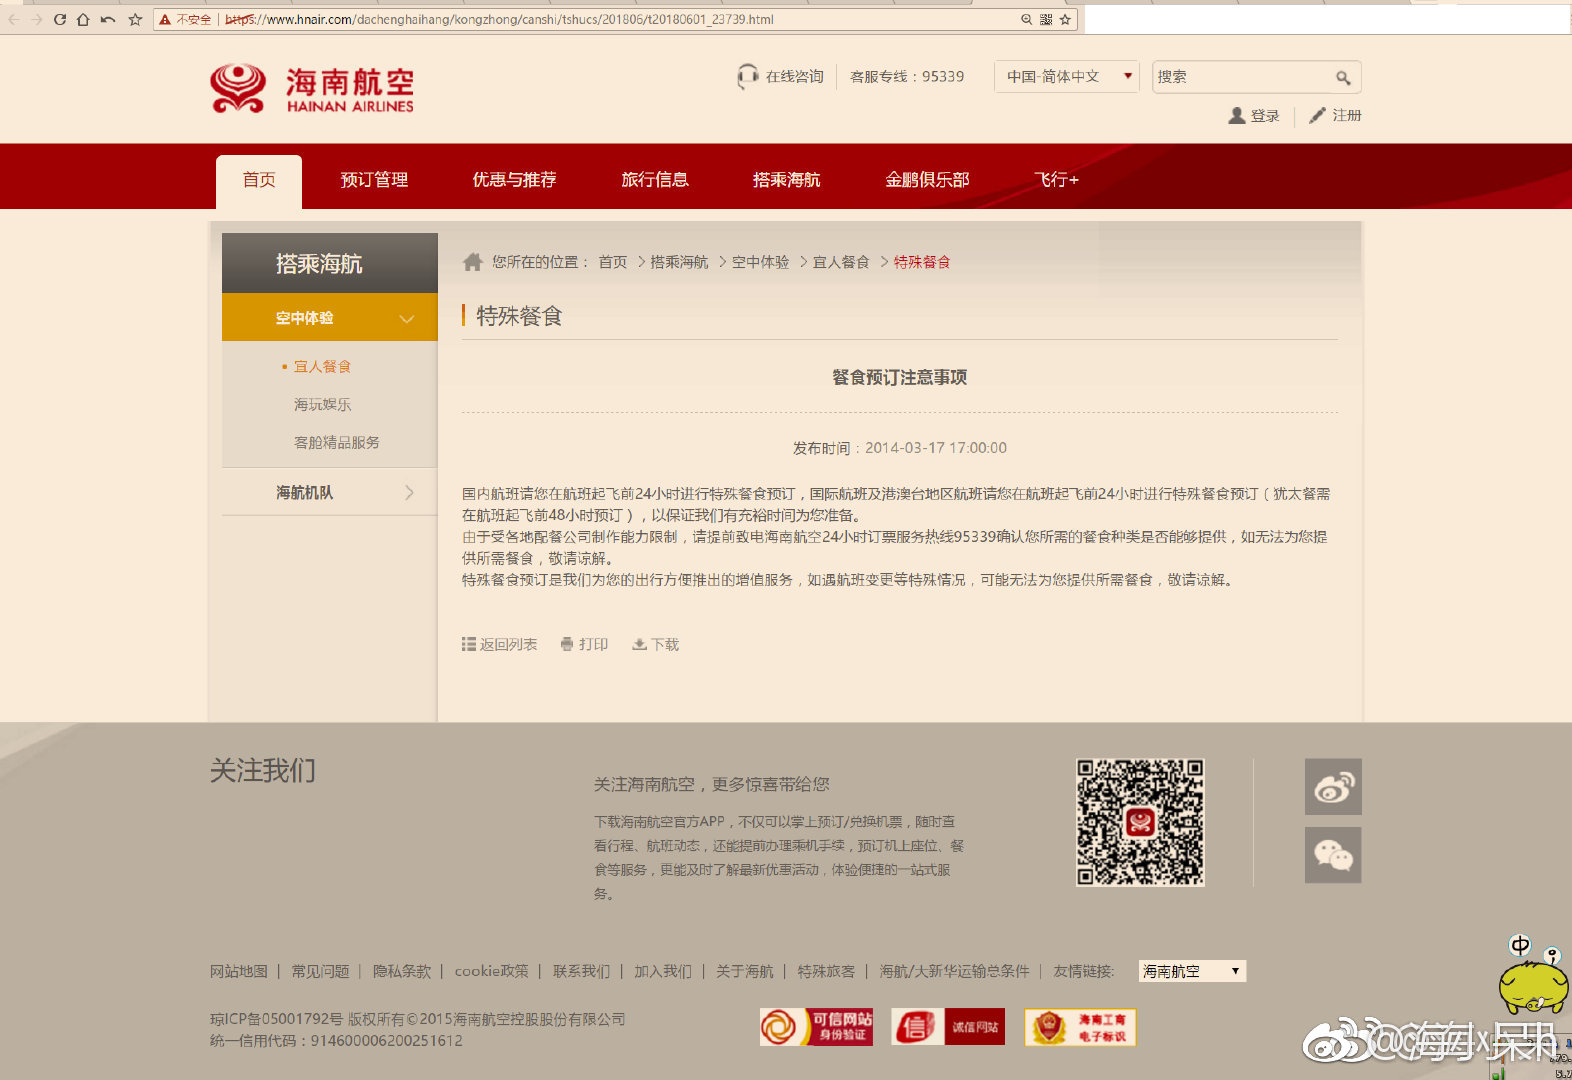 不安全 https://www.hnair.com/dachenghaihang/kongzhong/canshi/tshucs/201806/t20180601_23739.html
海南航空
HAINAN AIRLINES
在线咨询 客服专线：95339 中国-简体中文 搜索
登录 注册
首页 预订管理 优惠与推荐 旅行信息 搭乘海航 金鹏俱乐部 飞行+
搭乘海航
空中体验
宜人餐食
海玩娱乐
客舱精品服务
海航机队
您所在的位置： 首页 >搭乘海航 >空中体验 >宜人餐食 >特殊餐食
特殊餐食
餐食预订注意事项
发布时间：2014-03-17 17:00:00
国内航班请您在航班起飞前24小时进行特殊餐食预订，国际航班及港澳台地区航班请您在航班起飞前24小时进行特殊餐食预订（犹太餐需
在航班起飞前48小时预订），以保证我们有充裕时间为您准备。
由于受各地配餐公司制作能力限制，请提前致电海南航空24小时订票服务热线95339确认您所需的餐食种类是否能够提供，如无法为您提
供所需餐食，敬请谅解。
特殊餐食预订是我们为您的出行方便推出的增值服务，如遇航班变更等特殊情况，可能无法为您提供所需餐食，敬请谅解。
返回列表 打印 下载
关注我们
关注海南航空，更多惊喜带给您
下载海南航空官方APP，不仅可以掌上预订/兑换机票，随时查
看行程、航班动态，还能提前办理乘机手续，预订机上座位、餐
食等服务，更能及时了解最新优惠活动，体验便捷的一站式服
务。
网站地图 | 常见问题 | 隐私条款 | cookie政策 | 联系我们 | 加入我们 | 关于海航 | 特殊旅客 | 海航/大新华运输总条件 | 友情链接: 海南航空
琼ICP备05001792号 版权所有©2015海南航空控股股份有限公司
统一信用代码：914600006200251612
可信网站
身份验证
信 诚信网站
海南工商
电子标识
中